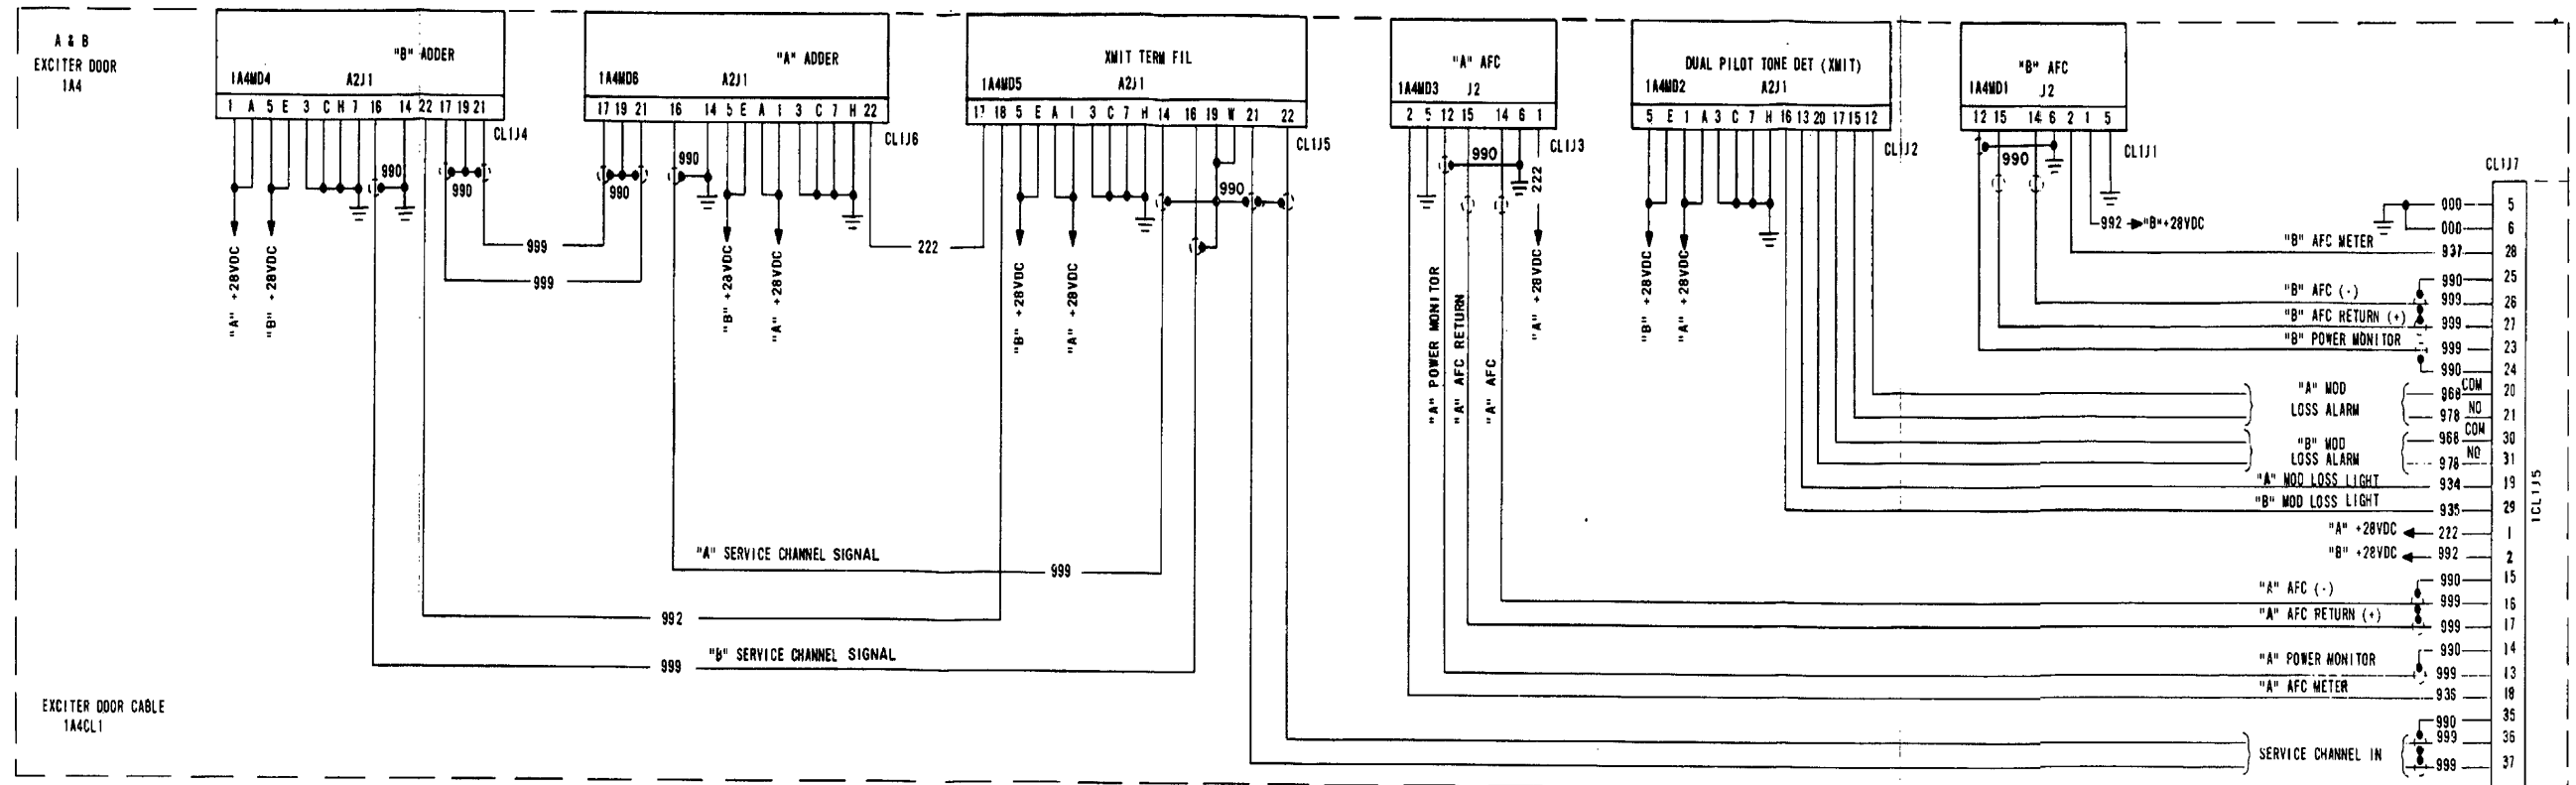 A & B
EXCITER DOOR
1A4
"B" ADDER
1A4MD4 A2J1
1 A 5 E 3 C H 7 16 14 22 17 19 21
CL1J4
990
990
"A" +28VDC
"B" +28VDC
999
999
"A" ADDER
1A4MD6 A2J1
17 19 21 16 14 5 E A 1 3 C 7 H 22
CL1J6
990
990
"B" +28VDC
"A" +28VDC
222
XMIT TERM FIL
1A4MD5 A2J1
17 18 5 E A 1 3 C 7 H 14 16 19 W 21 22
CL1J5
990
"B" +28VDC
"A" +28VDC
"A" AFC
1A4MD3 J2
2 5 12 15 14 6 1
CL1J3
990
222
"A" POWER MONITOR
"A" AFC RETURN
"A" AFC
"A" +28VDC
DUAL PILOT TONE DET (XMIT)
1A4MD2 A2J1
5 E 1 A 3 C 7 H 16 13 20 17 15 12
CL1J2
"B" +28VDC
"A" +28VDC
"B" AFC
1A4MD1 J2
12 15 14 6 2 1 5
CL1J1
990
CL1J7
000 5
992 "B"+28VDC
000 6
"B" AFC METER 937 28
990 25
"B" AFC (-) 999 26
"B" AFC RETURN (+) 999 27
"B" POWER MONITOR 999 23
990 24
"A" MOD
LOSS ALARM
968 COM 20
978 NO 21
"B" MOD
LOSS ALARM
968 COM 30
978 NO 31
"A" MOD LOSS LIGHT 934 19
"B" MOD LOSS LIGHT 935 29
"A" +28VDC 222 1
"B" +28VDC 992 2
990 15
"A" AFC (-) 999 16
"A" AFC RETURN (+) 999 17
990 14
"A" POWER MONITOR 999 13
"A" AFC METER 936 18
990 35
999 36
SERVICE CHANNEL IN
999 37
1CL1J5
"A" SERVICE CHANNEL SIGNAL
999
992
999 "B" SERVICE CHANNEL SIGNAL
EXCITER DOOR CABLE
1A4CL1